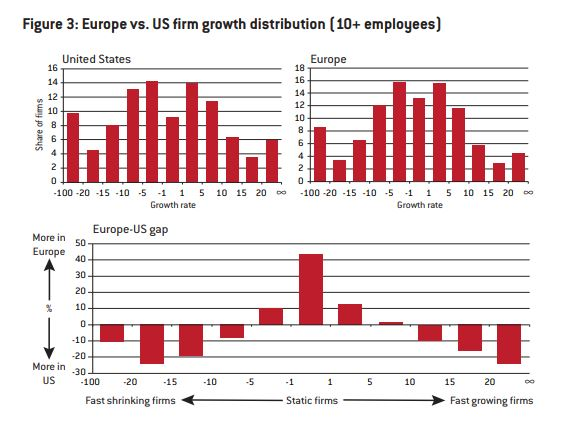 Figure 3: Europe vs. US firm growth distribution (10+ employees)
United States
16
14
12
10
8
6
4
2
0
Share of firms
-100 -20 -15 -10 -5 -1 1 5 10 15 20 ∞
Growth rate
Europe
18
16
14
12
10
8
6
4
2
0
-100 -20 -15 -10 -5 -1 1 5 10 15 20 ∞
Growth rate
Europe-US gap
More in
Europe
%
More in
US
50
40
30
20
10
0
-10
-20
-30
-100 -20 -15 -10 -5 -1 1 5 10 15 20 ∞
Fast shrinking firms Static firms Fast growing firms